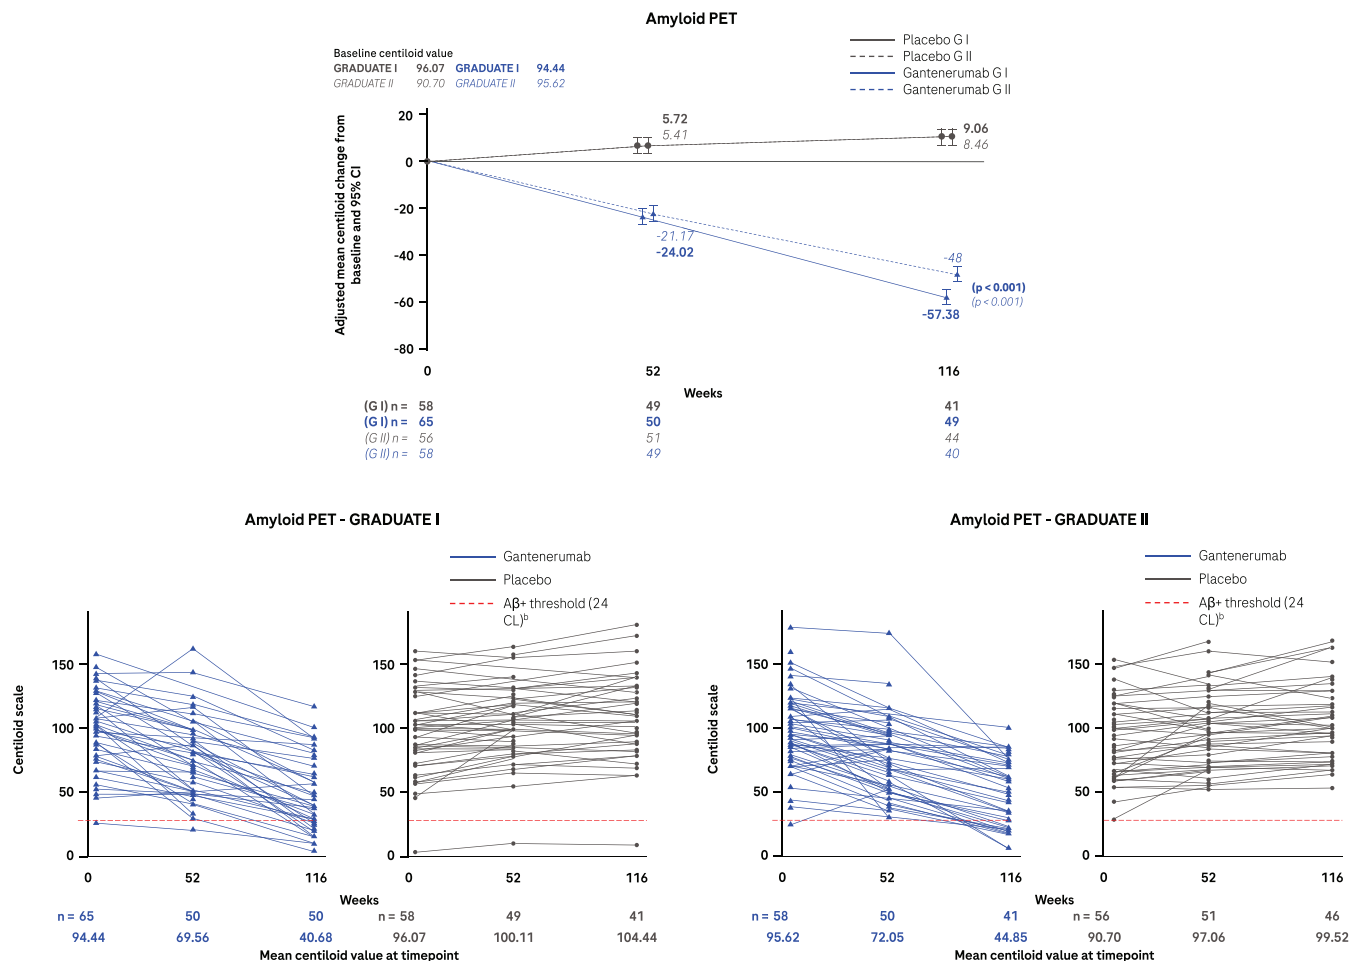 Amyloid PET
Placebo G I
Placebo G II
Gantenerumab G I
Gantenerumab G II
Baseline centiloid value
GRADUATE I 96.07 GRADUATE I 94.44
GRADUATE II 90.70 GRADUATE II 95.62
Adjusted mean centiloid change from
baseline and 95% CI
20
0
-20
-40
-60
-80
5.72
5.41
9.06
8.46
-21.17
-24.02
-48
(p < 0.001)
(p < 0.001)
-57.38
0 52 116
Weeks
(G I) n = 58 49 41
(G I) n = 65 50 49
(G II) n = 56 51 44
(G II) n = 58 49 40
Amyloid PET - GRADUATE I
Gantenerumab
Placebo
Aβ+ threshold (24
CL)ᵇ
Centiloid scale
150
100
50
0
150
100
50
0
0 52 116 0 52 116
Weeks
n = 65 50 50 n = 58 49 41
94.44 69.56 40.68 96.07 100.11 104.44
Mean centiloid value at timepoint
Amyloid PET - GRADUATE II
Gantenerumab
Placebo
Aβ+ threshold (24
CL)ᵇ
Centiloid scale
150
100
50
0
150
100
50
0
0 52 116 0 52 116
Weeks
n = 58 50 41 n = 56 51 46
95.62 72.05 44.85 90.70 97.06 99.52
Mean centiloid value at timepoint